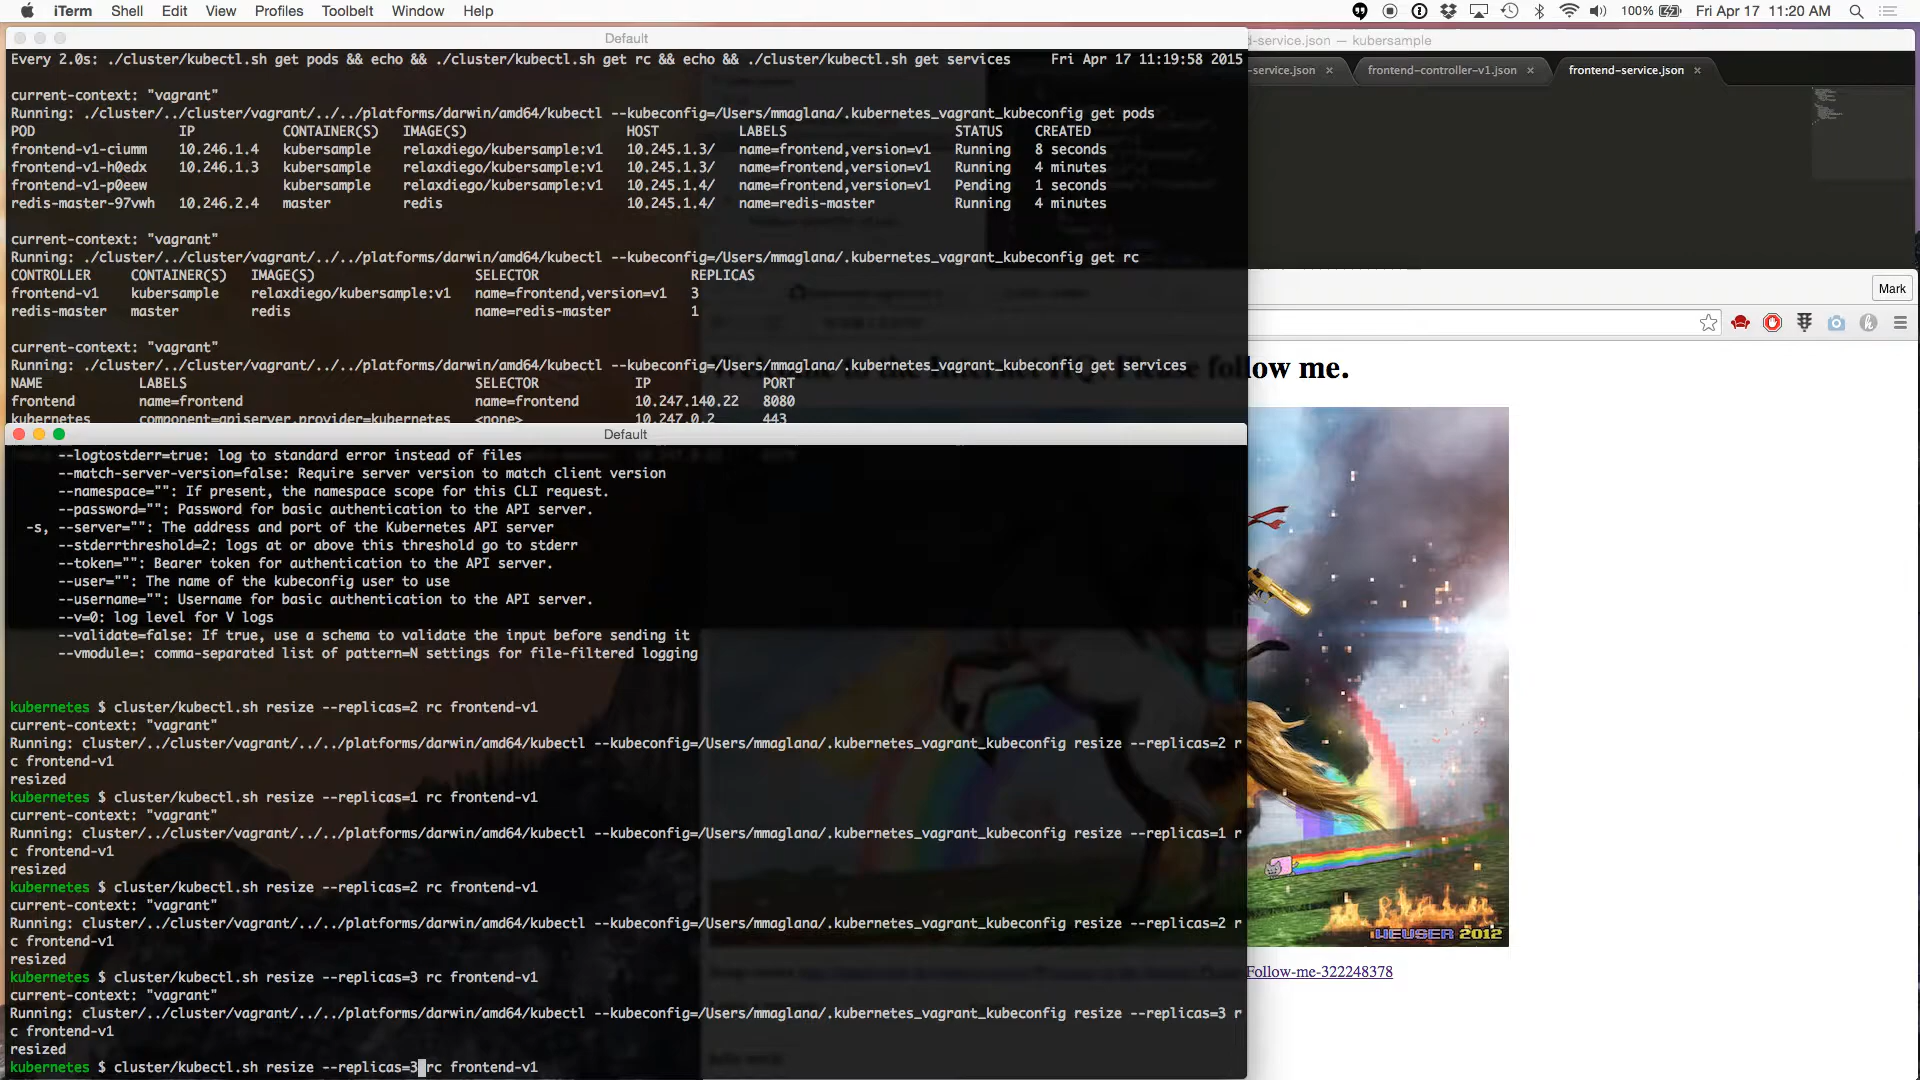 iTerm Shell Edit View Profiles Toolbelt Window Help 100% Fri Apr 17 11:20 AM
Default
Every 2.0s: ./cluster/kubectl.sh get pods && echo && ./cluster/kubectl.sh get rc && echo && ./cluster/kubectl.sh get services Fri Apr 17 11:19:58 2015
current-context: "vagrant"
Running: ./cluster/../cluster/vagrant/../../platforms/darwin/amd64/kubectl --kubeconfig=/Users/mmaglana/.kubernetes_vagrant_kubeconfig get pods
POD IP CONTAINER(S) IMAGE(S) HOST LABELS STATUS CREATED
frontend-v1-ciumm 10.246.1.4 kubersample relaxdiego/kubersample:v1 10.245.1.3/ name=frontend,version=v1 Running 8 seconds
frontend-v1-h0edx 10.246.1.3 kubersample relaxdiego/kubersample:v1 10.245.1.3/ name=frontend,version=v1 Running 4 minutes
frontend-v1-p0eew kubersample relaxdiego/kubersample:v1 10.245.1.4/ name=frontend,version=v1 Pending 1 seconds
redis-master-97vwh 10.246.2.4 master redis 10.245.1.4/ name=redis-master Running 4 minutes
current-context: "vagrant"
Running: ./cluster/../cluster/vagrant/../../platforms/darwin/amd64/kubectl --kubeconfig=/Users/mmaglana/.kubernetes_vagrant_kubeconfig get rc
CONTROLLER CONTAINER(S) IMAGE(S) SELECTOR REPLICAS
frontend-v1 kubersample relaxdiego/kubersample:v1 name=frontend,version=v1 3
redis-master master redis name=redis-master 1
current-context: "vagrant"
Running: ./cluster/../cluster/vagrant/../../platforms/darwin/amd64/kubectl --kubeconfig=/Users/mmaglana/.kubernetes_vagrant_kubeconfig get services
NAME LABELS SELECTOR IP PORT
frontend name=frontend name=frontend 10.247.140.22 8080
kubernetes component=apiserver,provider=kubernetes <none> 10.247.0.2 443
Default
--logtostderr=true: log to standard error instead of files
--match-server-version=false: Require server version to match client version
--namespace="": If present, the namespace scope for this CLI request.
--password="": Password for basic authentication to the API server.
-s, --server="": The address and port of the Kubernetes API server
--stderrthreshold=2: logs at or above this threshold go to stderr
--token="": Bearer token for authentication to the API server.
--user="": The name of the kubeconfig user to use
--username="": Username for basic authentication to the API server.
--v=0: log level for V logs
--validate=false: If true, use a schema to validate the input before sending it
--vmodule=: comma-separated list of pattern=N settings for file-filtered logging
kubernetes $ cluster/kubectl.sh resize --replicas=2 rc frontend-v1
current-context: "vagrant"
Running: cluster/../cluster/vagrant/../../platforms/darwin/amd64/kubectl --kubeconfig=/Users/mmaglana/.kubernetes_vagrant_kubeconfig resize --replicas=2 r
c frontend-v1
resized
kubernetes $ cluster/kubectl.sh resize --replicas=1 rc frontend-v1
current-context: "vagrant"
Running: cluster/../cluster/vagrant/../../platforms/darwin/amd64/kubectl --kubeconfig=/Users/mmaglana/.kubernetes_vagrant_kubeconfig resize --replicas=1 r
c frontend-v1
resized
kubernetes $ cluster/kubectl.sh resize --replicas=2 rc frontend-v1
current-context: "vagrant"
Running: cluster/../cluster/vagrant/../../platforms/darwin/amd64/kubectl --kubeconfig=/Users/mmaglana/.kubernetes_vagrant_kubeconfig resize --replicas=2 r
c frontend-v1
resized
kubernetes $ cluster/kubectl.sh resize --replicas=3 rc frontend-v1
current-context: "vagrant"
Running: cluster/../cluster/vagrant/../../platforms/darwin/amd64/kubectl --kubeconfig=/Users/mmaglana/.kubernetes_vagrant_kubeconfig resize --replicas=3 r
c frontend-v1
resized
kubernetes $ cluster/kubectl.sh resize --replicas=3 rc frontend-v1
d-service.json — kubersample
-service.json × frontend-controller-v1.json × frontend-service.json ×
Mark
Welcome to the Internet HQ. Please follow me.
HEUSER 2012
Follow-me-322248378